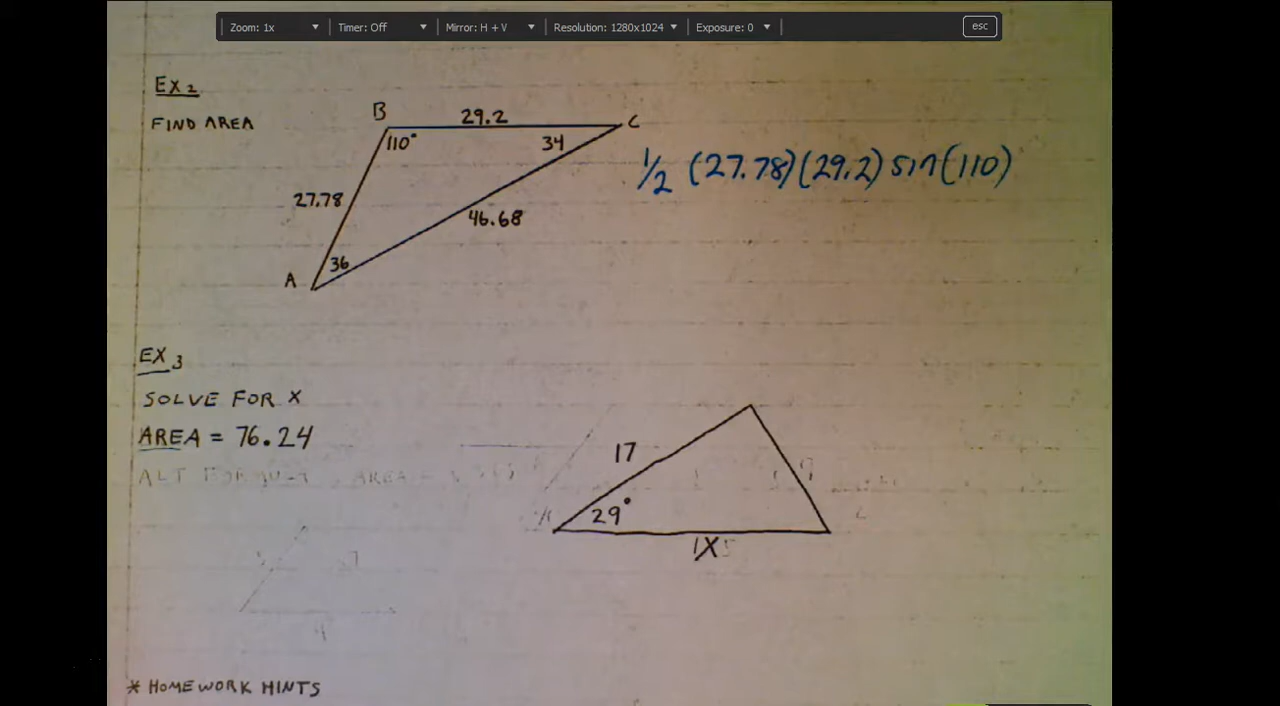 Zoom: 1x Timer: Off Mirror: H + V Resolution: 1280x1024 Exposure: 0 esc
EX 2
FIND AREA
B 29.2 C
110° 34
27.78 46.68
36
A
1/2 (27.78)(29.2) sin(110)
EX 3
SOLVE FOR X
AREA = 76.24
17
29°
X
* HOMEWORK HINTS